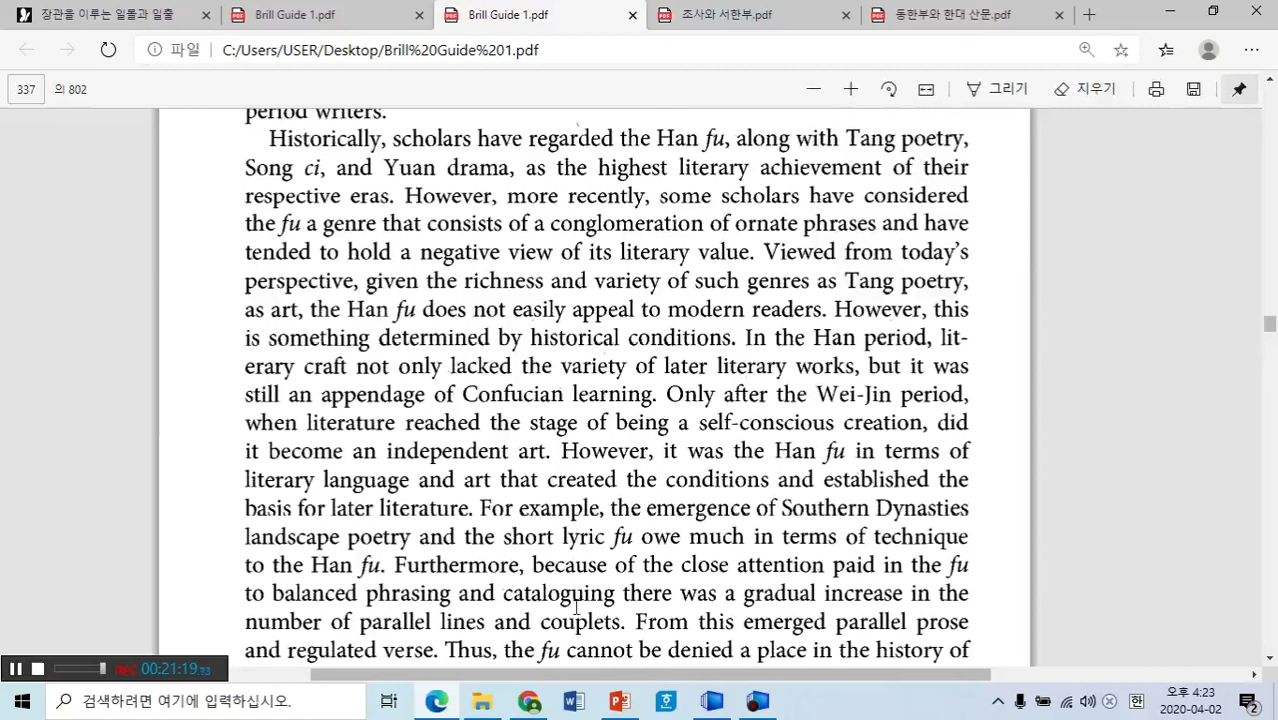 장관을 이루는 일몰과 일출
Brill Guide 1.pdf
Brill Guide 1.pdf
조사와 서한부.pdf
동한부와 한대 산문.pdf
파일
C:/Users/USER/Desktop/Brill%20Guide%201.pdf
337 의 802
그리기
지우기
period writers.
Historically, scholars have regarded the Han fu, along with Tang poetry,
Song ci, and Yuan drama, as the highest literary achievement of their
respective eras. However, more recently, some scholars have considered
the fu a genre that consists of a conglomeration of ornate phrases and have
tended to hold a negative view of its literary value. Viewed from today's
perspective, given the richness and variety of such genres as Tang poetry,
as art, the Han fu does not easily appeal to modern readers. However, this
is something determined by historical conditions. In the Han period, lit-
erary craft not only lacked the variety of later literary works, but it was
still an appendage of Confucian learning. Only after the Wei-Jin period,
when literature reached the stage of being a self-conscious creation, did
it become an independent art. However, it was the Han fu in terms of
literary language and art that created the conditions and established the
basis for later literature. For example, the emergence of Southern Dynasties
landscape poetry and the short lyric fu owe much in terms of technique
to the Han fu. Furthermore, because of the close attention paid in the fu
to balanced phrasing and cataloguing there was a gradual increase in the
number of parallel lines and couplets. From this emerged parallel prose
and regulated verse. Thus, the fu cannot be denied a place in the history of
REC 00:21:19
검색하려면 여기에 입력하십시오.
한
오후 4:23
2020-04-02
2